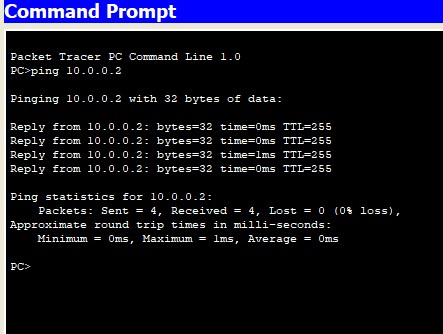 Command Prompt
Packet Tracer PC Command Line 1.0
PC>ping 10.0.0.2
Pinging 10.0.0.2 with 32 bytes of data:
Reply from 10.0.0.2: bytes=32 time=0ms TTL=255
Reply from 10.0.0.2: bytes=32 time=0ms TTL=255
Reply from 10.0.0.2: bytes=32 time=1ms TTL=255
Reply from 10.0.0.2: bytes=32 time=0ms TTL=255
Ping statistics for 10.0.0.2:
Packets: Sent = 4, Received = 4, Lost = 0 (0% loss),
Approximate round trip times in milli-seconds:
Minimum = 0ms, Maximum = 1ms, Average = 0ms
PC>